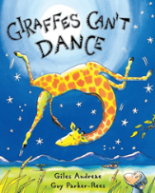 GIRAFFES CAN'T
DANCE
Giles Andreae
Guy Parker-Rees